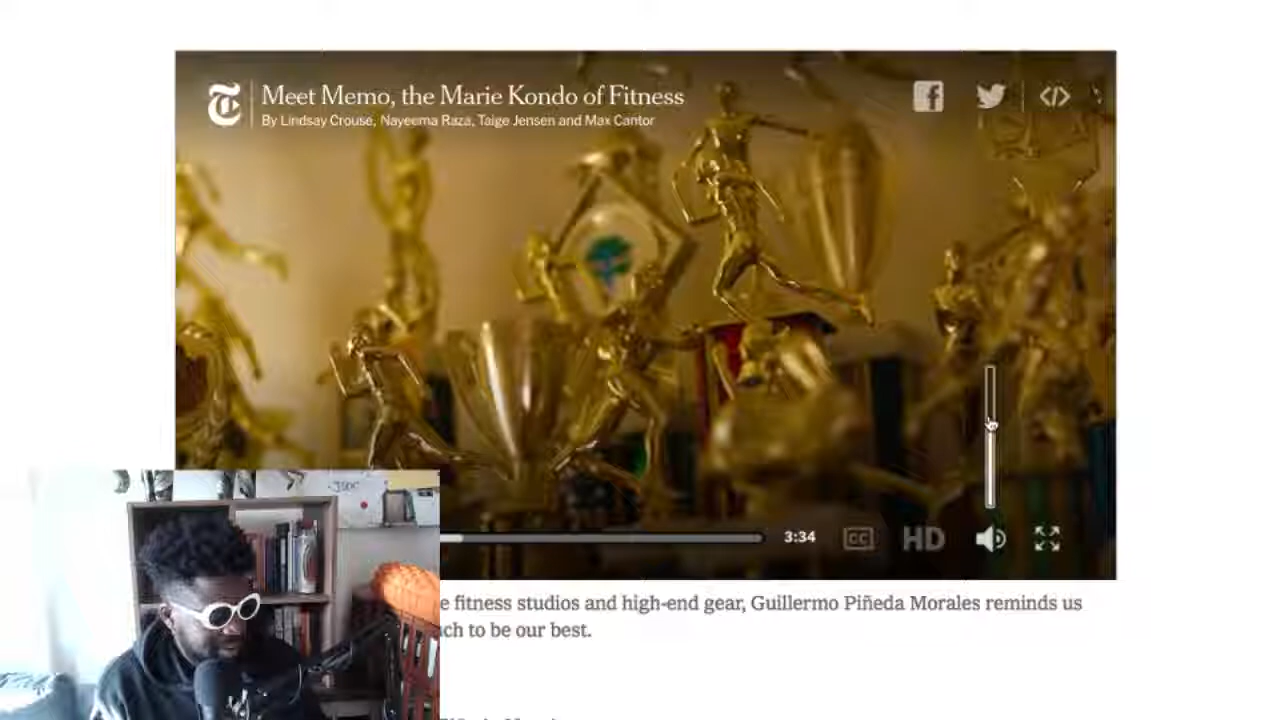 Meet Memo, the Marie Kondo of Fitness
By Lindsay Crouse, Nayeema Raza, Taige Jensen and Max Cantor
3:34
CC
HD
fitness studios and high-end gear, Guillermo Piñeda Morales reminds us
to be our best.